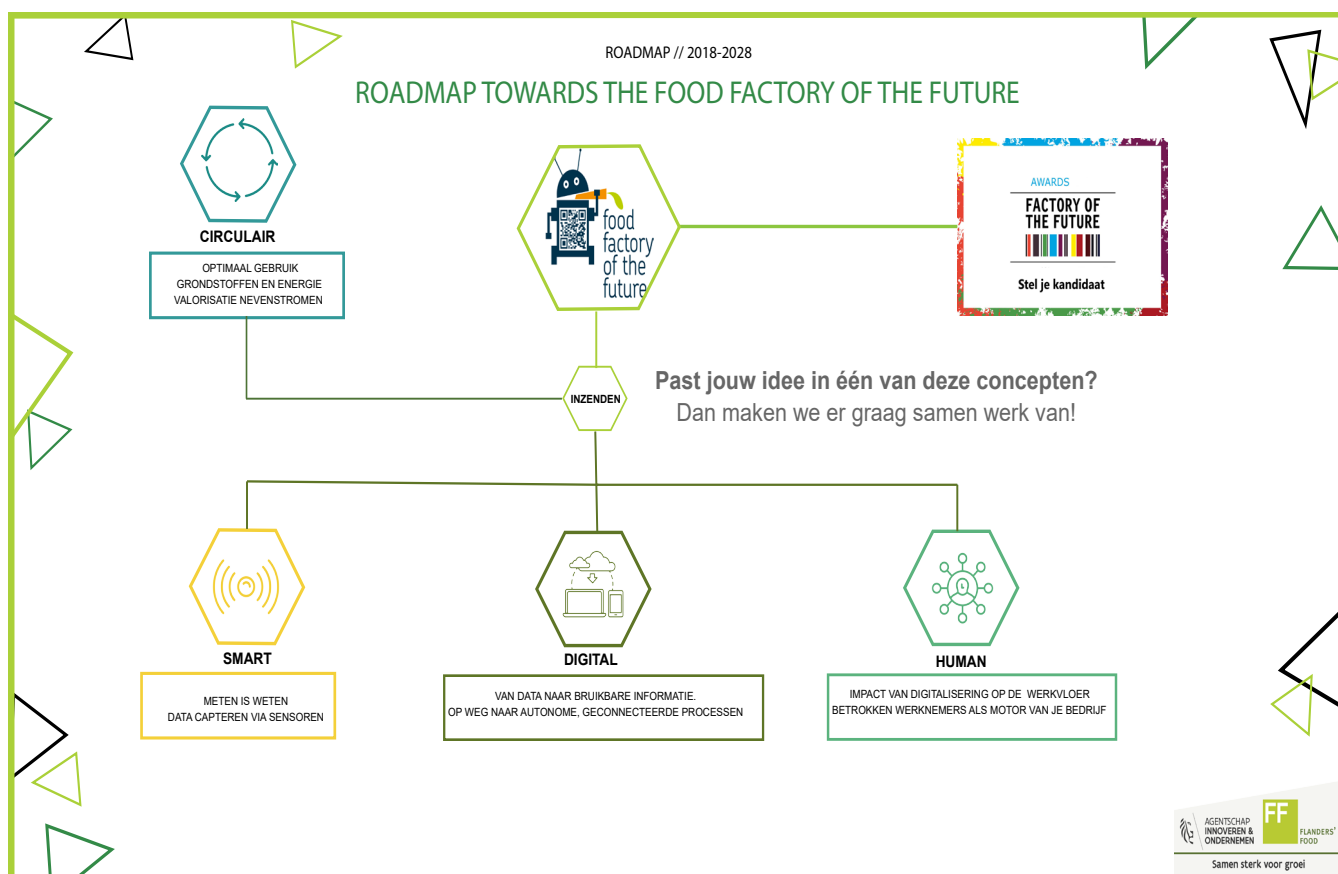 ROADMAP // 2018-2028
ROADMAP TOWARDS THE FOOD FACTORY OF THE FUTURE
CIRCULAIR
OPTIMAAL GEBRUIK
GRONDSTOFFEN EN ENERGIE
VALORISATIE NEVENSTROMEN
food
factory
of the
future
AWARDS
FACTORY OF
THE FUTURE
Stel je kandidaat
INZENDEN
Past jouw idee in één van deze concepten?
Dan maken we er graag samen werk van!
SMART
METEN IS WETEN
DATA CAPTEREN VIA SENSOREN
DIGITAL
VAN DATA NAAR BRUIKBARE INFORMATIE.
OP WEG NAAR AUTONOME, GECONNECTEERDE PROCESSEN
HUMAN
IMPACT VAN DIGITALISERING OP DE WERKVLOER
BETROKKEN WERKNEMERS ALS MOTOR VAN JE BEDRIJF
AGENTSCHAP
INNOVEREN &
ONDERNEMEN
FF
FLANDERS'
FOOD
Samen sterk voor groei